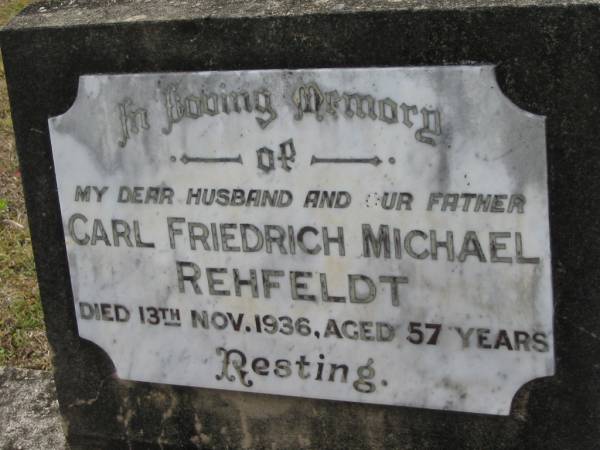 In Loving Memory
of
MY DEAR HUSBAND AND OUR FATHER
CARL FRIEDRICH MICHAEL
REHFELDT
DIED 13TH NOV. 1936, AGED 57 YEARS
Resting.